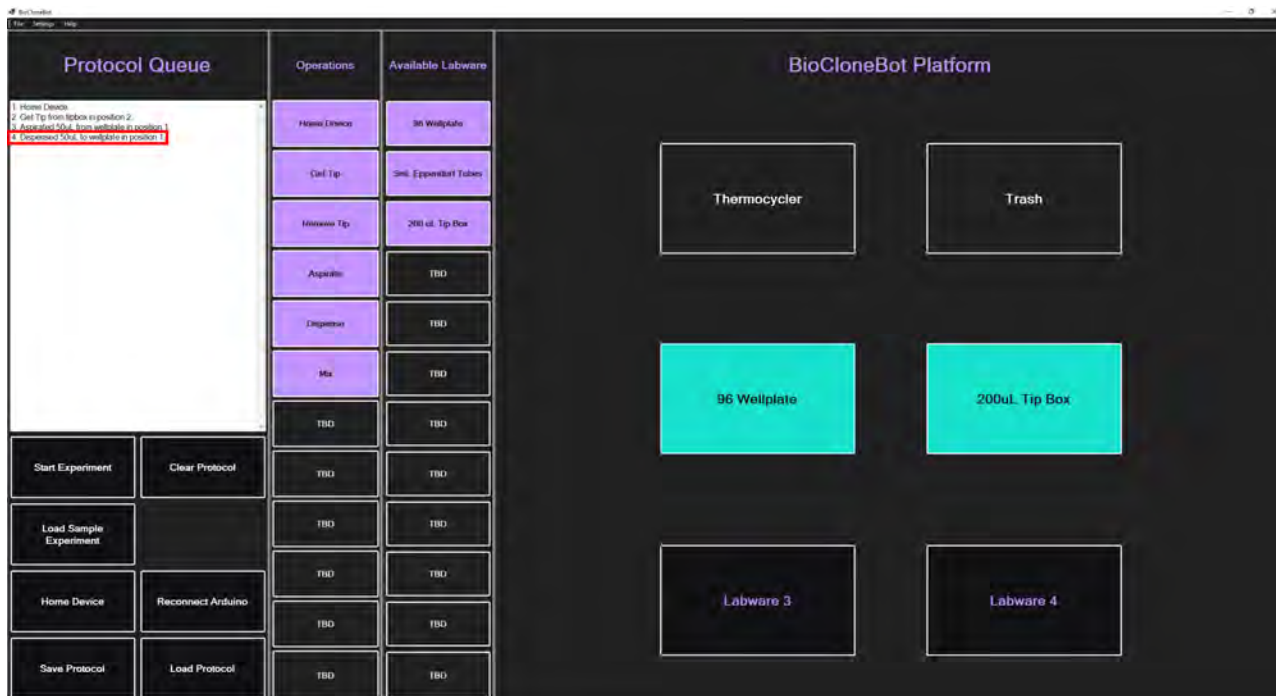 BioCloneBot
File Settings Help
Protocol Queue
1. Home Device
2. Get Tip from tipbox in position 2.
3. Aspirated 50uL from wellplate in position 1
4. Dispensed 50uL to wellplate in position 1.
Start Experiment
Clear Protocol
Load Sample
Experiment
Home Device
Reconnect Arduino
Save Protocol
Load Protocol
Operations
Home Device
Get Tip
Remove Tip
Aspirate
Dispense
Mix
TBD
TBD
TBD
TBD
TBD
TBD
Available Labware
96 Wellplate
5mL Eppendorf Tubes
200 uL Tip Box
TBD
TBD
TBD
TBD
TBD
TBD
TBD
TBD
TBD
BioCloneBot Platform
Thermocycler
Trash
96 Wellplate
200uL Tip Box
Labware 3
Labware 4